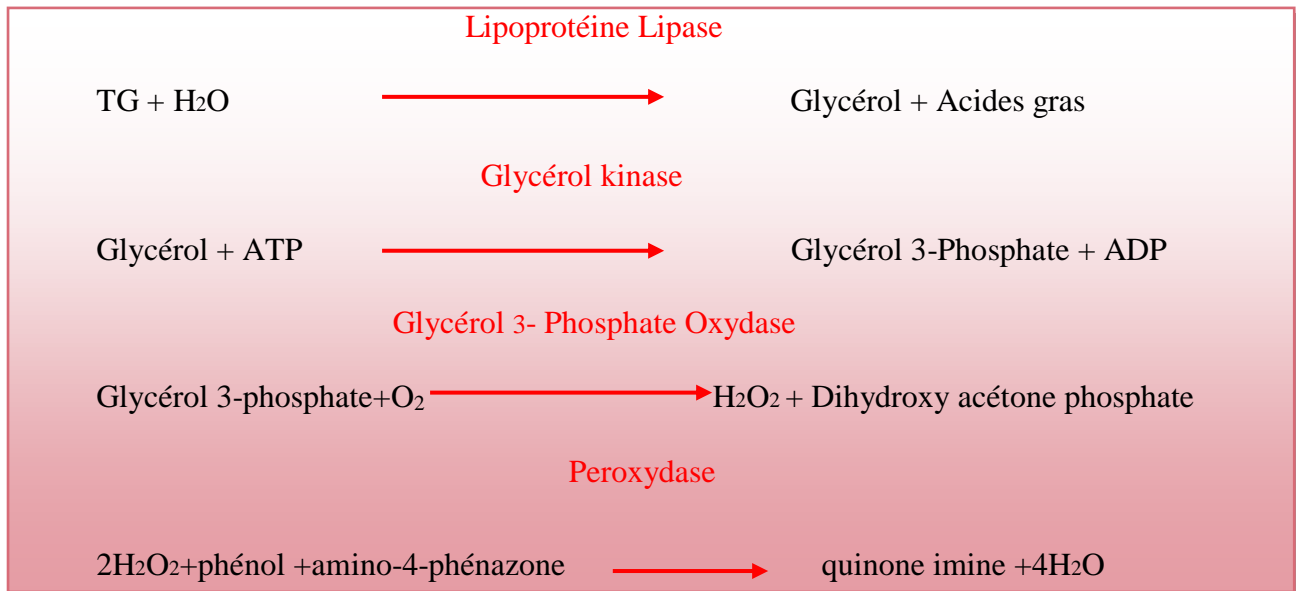 Lipoprotéine Lipase
TG + H2O Glycérol + Acides gras
Glycérol kinase
Glycérol + ATP Glycérol 3-Phosphate + ADP
Glycérol 3- Phosphate Oxydase
Glycérol 3-phosphate+O2 H2O2 + Dihydroxy acétone phosphate
Peroxydase
2H2O2+phénol +amino-4-phénazone quinone imine +4H2O